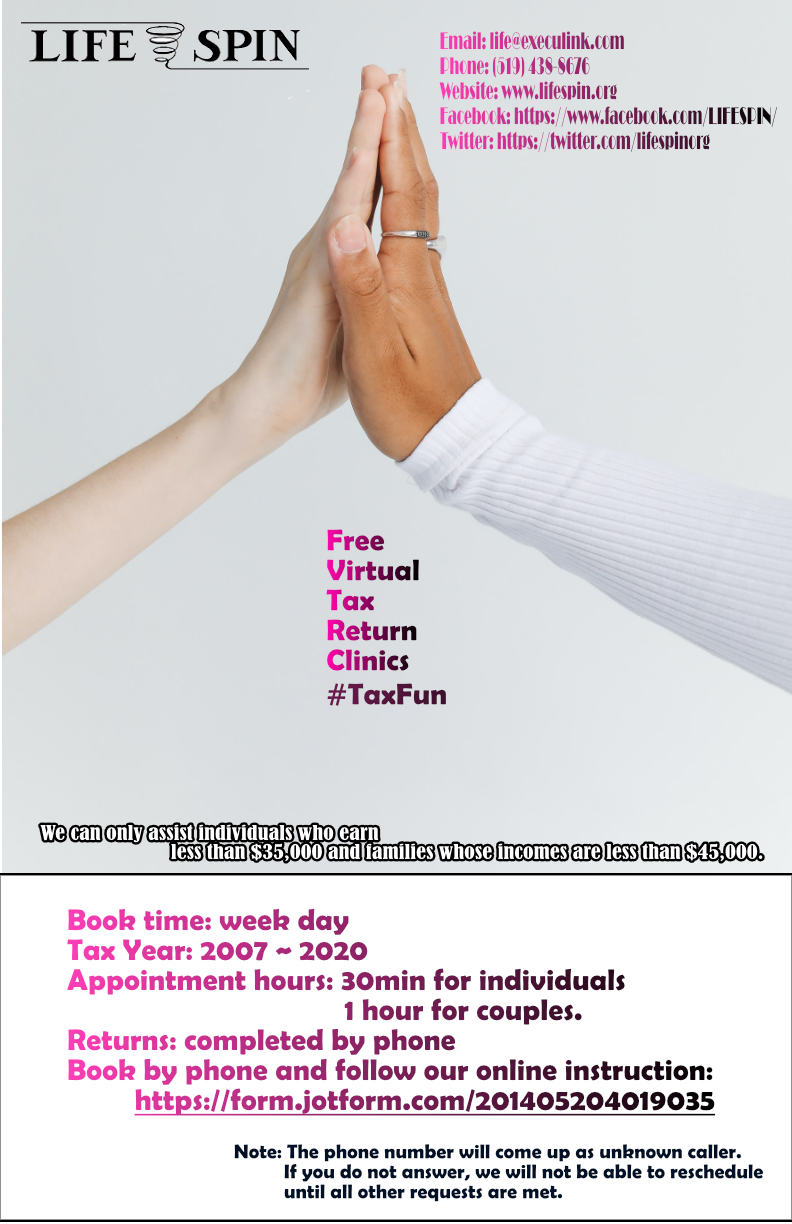 LIFE SPIN
Email: life@execulink.com
Phone: (519) 438-8676
Website: www.lifespin.org
Facebook: https://www.facebook.com/LIFESPIN/
Twitter: https://twitter.com/lifespinorg
Free
Virtual
Tax
Return
Clinics
#TaxFun
We can only assist individuals who earn
less than $35,000 and families whose incomes are less than $45,000.
Book time: week day
Tax Year: 2007 ~ 2020
Appointment hours: 30min for individuals
1 hour for couples.
Returns: completed by phone
Book by phone and follow our online instruction:
https://form.jotform.com/201405204019035
Note: The phone number will come up as unknown caller.
If you do not answer, we will not be able to reschedule
until all other requests are met.